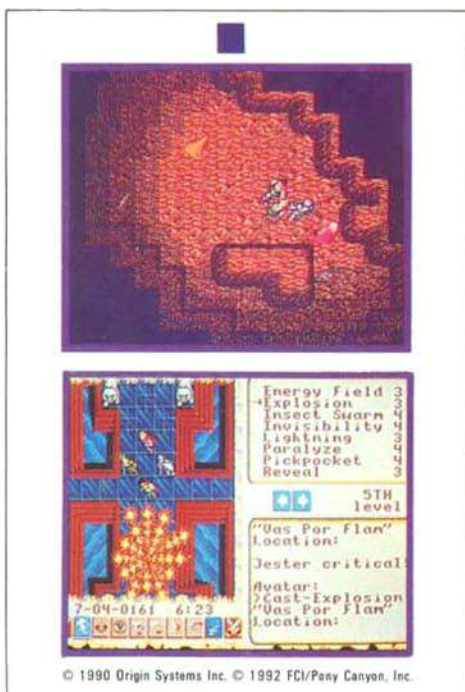 Energy Field 3
Explosion 3
Insect Swarm 4
Invisibility 4
Lightning 3
Paralyze 4
Pickpocket 4
Reveal 3
5TH
level
"Vas Por Flam"
Location:
Jester critical
Avatar:
>Cast-Explosion
"Vas Por Flam"
Location:
7-04-0161 6:23
© 1990 Origin Systems Inc. © 1992 FCI/Pony Canyon, Inc.